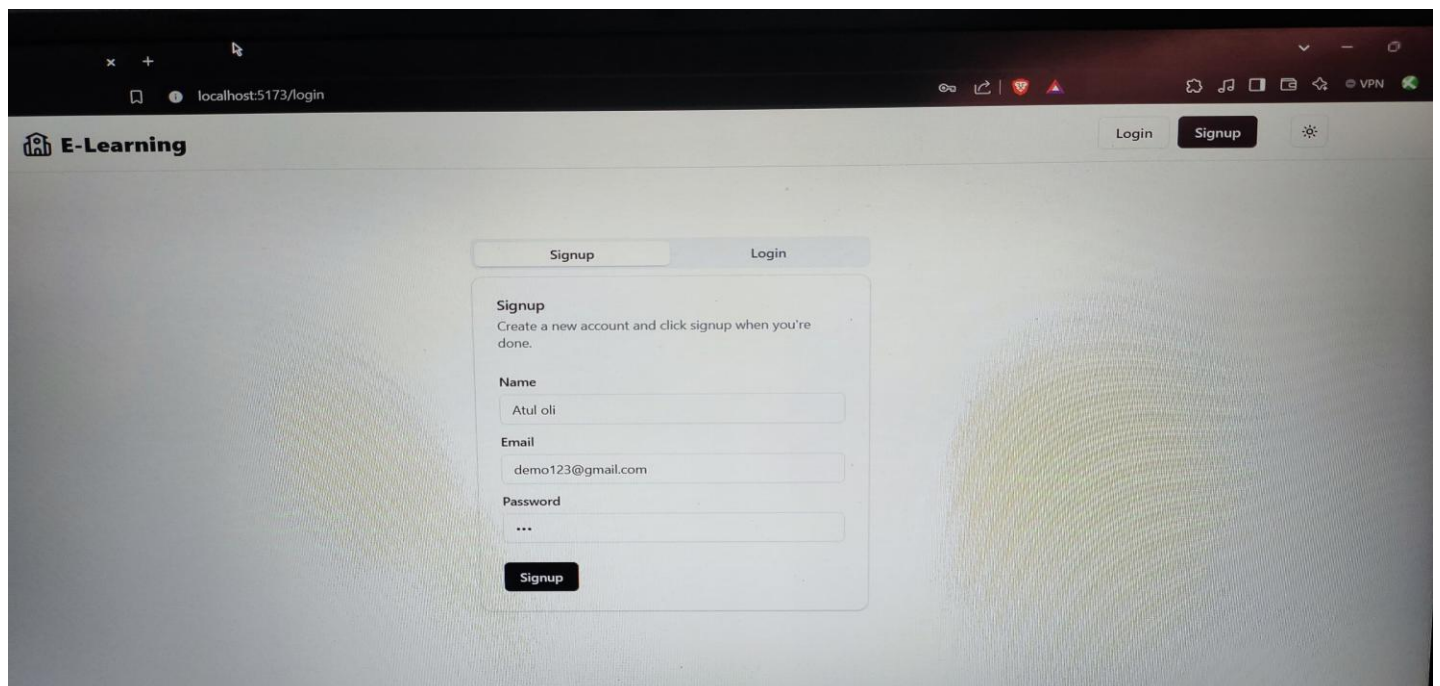 localhost:5173/login
VPN
E-Learning
Login
Signup
Signup
Login
Signup
Create a new account and click signup when you're
done.
Name
Atul oli
Email
demo123@gmail.com
Password
•••
Signup